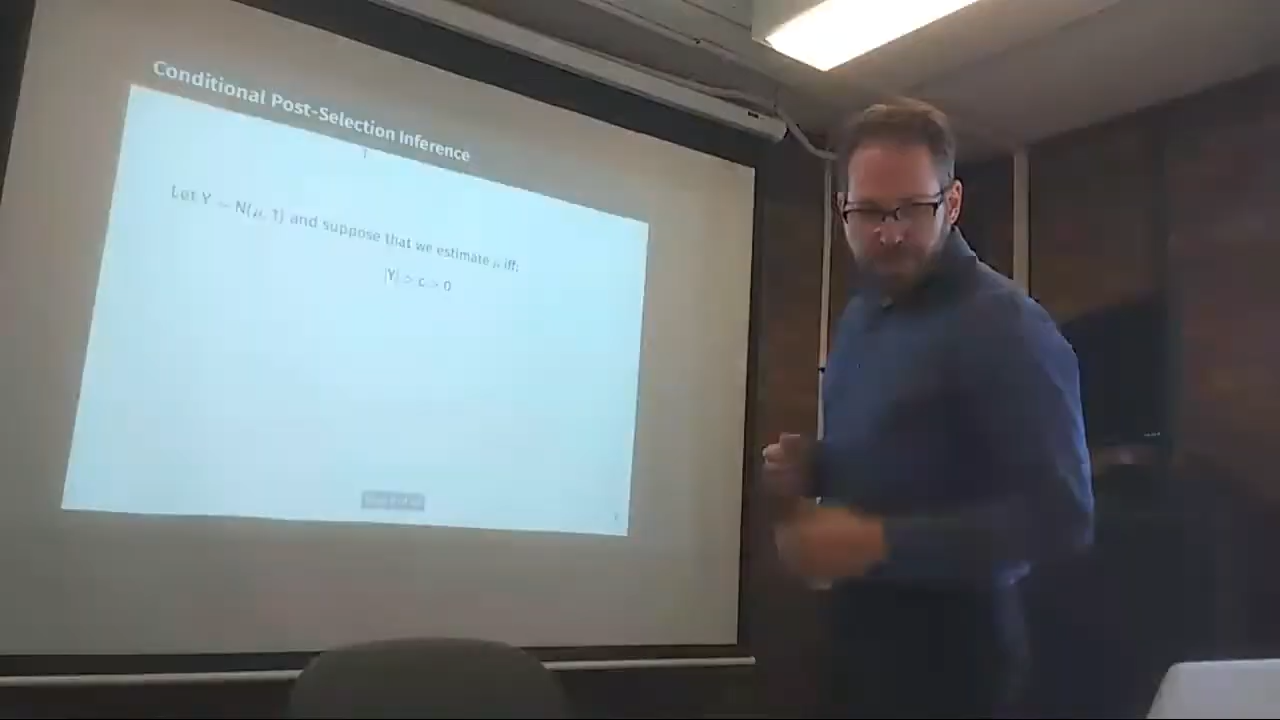 Conditional Post-Selection Inference
Let Y ~ N(μ, 1) and suppose that we estimate μ iff:
|Y| > c > 0